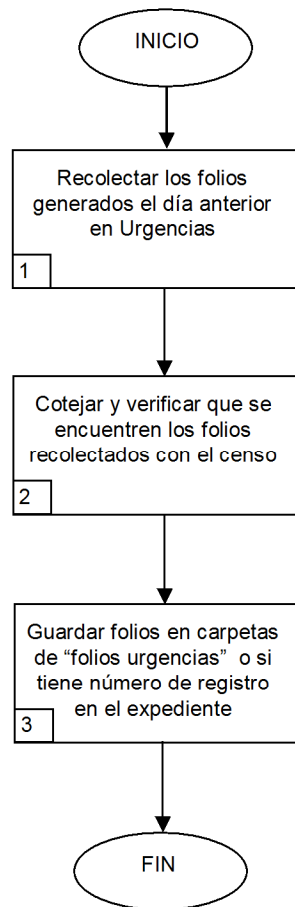 INICIO
Recolectar los folios
generados el día anterior
en Urgencias
1
Cotejar y verificar que se
encuentren los folios
recolectados con el censo
2
Guardar folios en carpetas
de “folios urgencias”  o si
tiene número de registro
en el expediente
3
FIN